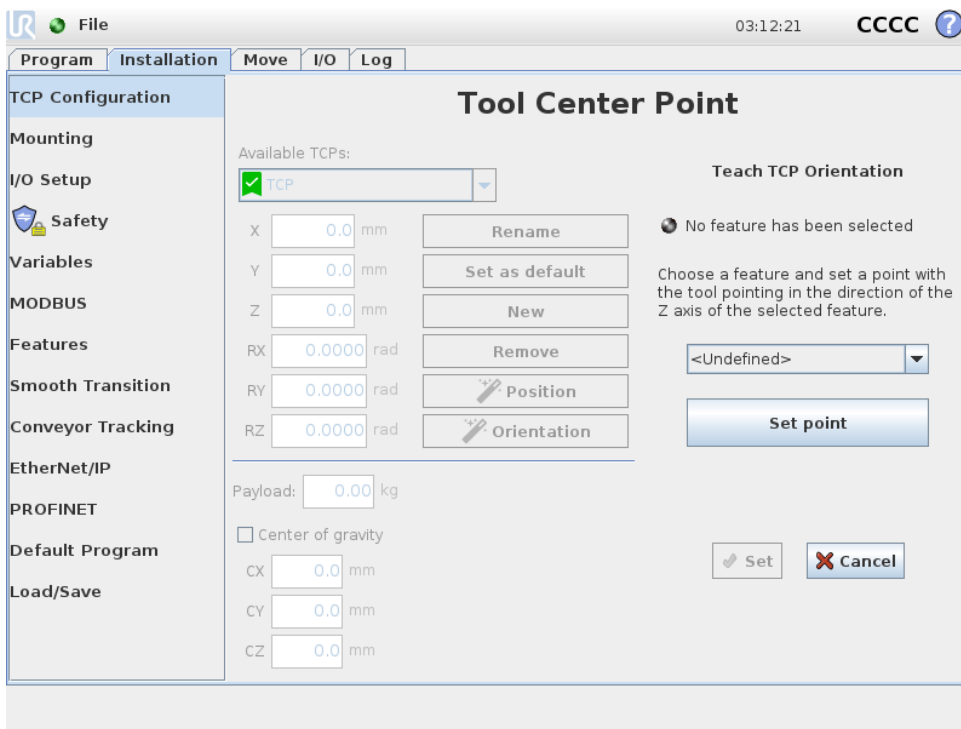 UR File 03:12:21 CCCC ?
Program Installation Move I/O Log
TCP Configuration
Mounting
I/O Setup
Safety
Variables
MODBUS
Features
Smooth Transition
Conveyor Tracking
EtherNet/IP
PROFINET
Default Program
Load/Save
Tool Center Point
Available TCPs:
TCP
X 0.0 mm Rename
Y 0.0 mm Set as default
Z 0.0 mm New
RX 0.0000 rad Remove
RY 0.0000 rad Position
RZ 0.0000 rad Orientation
Payload: 0.00 kg
Center of gravity
CX 0.0 mm
CY 0.0 mm
CZ 0.0 mm
Teach TCP Orientation
No feature has been selected
Choose a feature and set a point with
the tool pointing in the direction of the
Z axis of the selected feature.
<Undefined>
Set point
Set Cancel